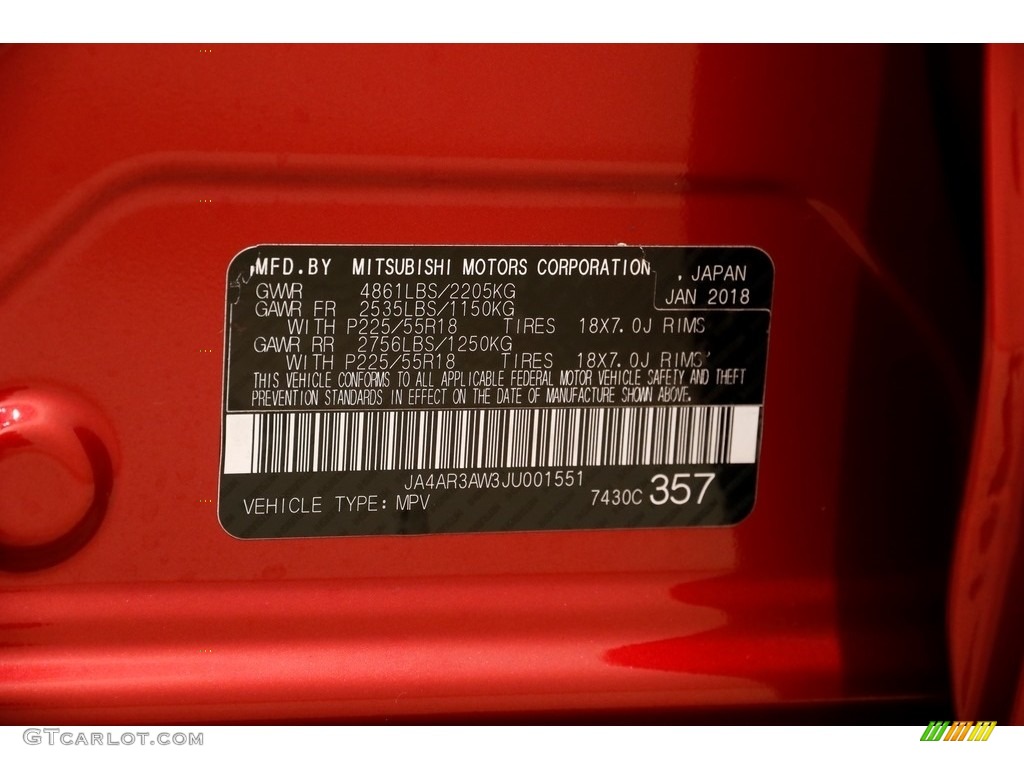 MFD.BY MITSUBISHI MOTORS CORPORATION , JAPAN
GVWR 4861LBS/2205KG JAN 2018
GAWR FR 2535LBS/1150KG
WITH P225/55R18 TIRES 18X7.0J RIMS
GAWR RR 2756LBS/1250KG
WITH P225/55R18 TIRES 18X7.0J RIMS
THIS VEHICLE CONFORMS TO ALL APPLICABLE FEDERAL MOTOR VEHICLE SAFETY AND THEFT
PREVENTION STANDARDS IN EFFECT ON THE DATE OF MANUFACTURE SHOWN ABOVE.
JA4AR3AW3JU001551
VEHICLE TYPE: MPV 7430C 357
GTCARLOT.COM